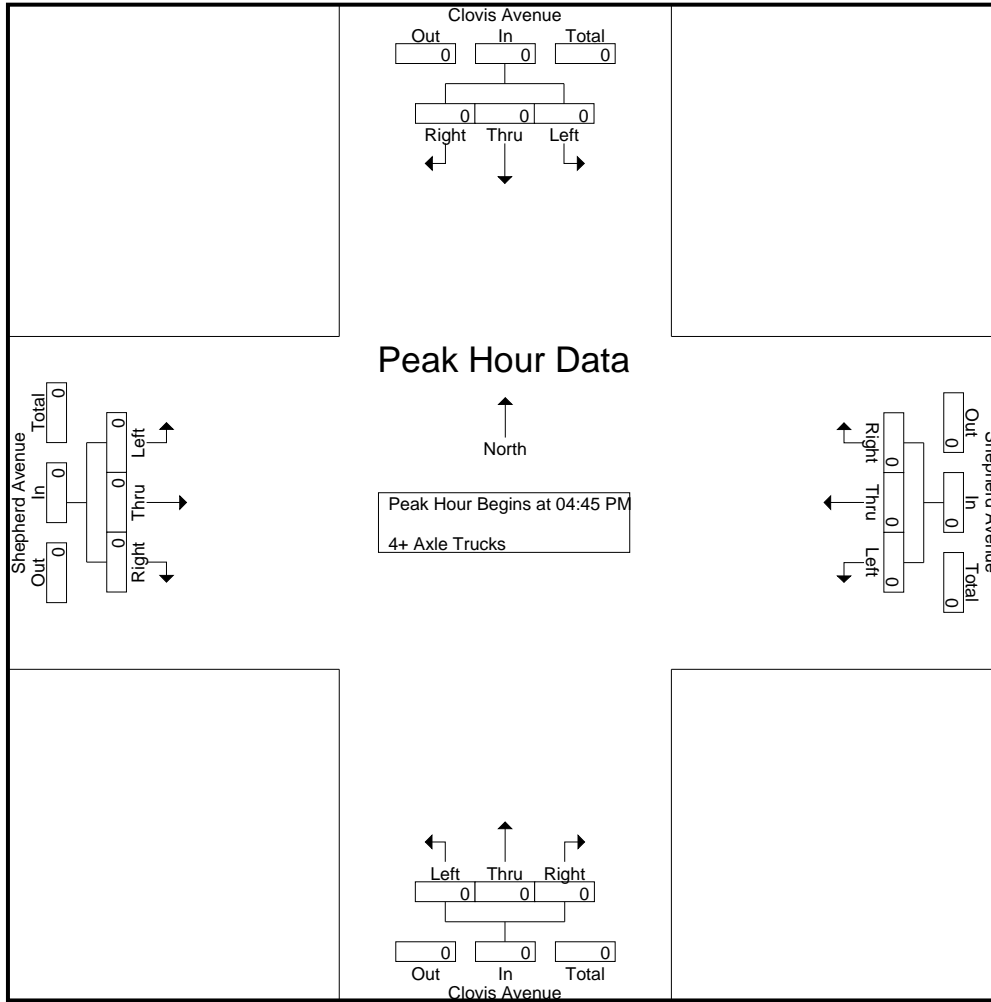 Clovis Avenue
Out In Total
0 0 0
0 0 0
Right Thru Left
Peak Hour Data
North
Peak Hour Begins at 04:45 PM
4+ Axle Trucks
Shepherd Avenue
Total In Out
0 0 0
0 0 0
Left Thru Right
Shepherd Avenue
Out In Total
0 0 0
0 0 0
Right Thru Left
Left Thru Right
0 0 0
0 0 0
Out In Total
Clovis Avenue